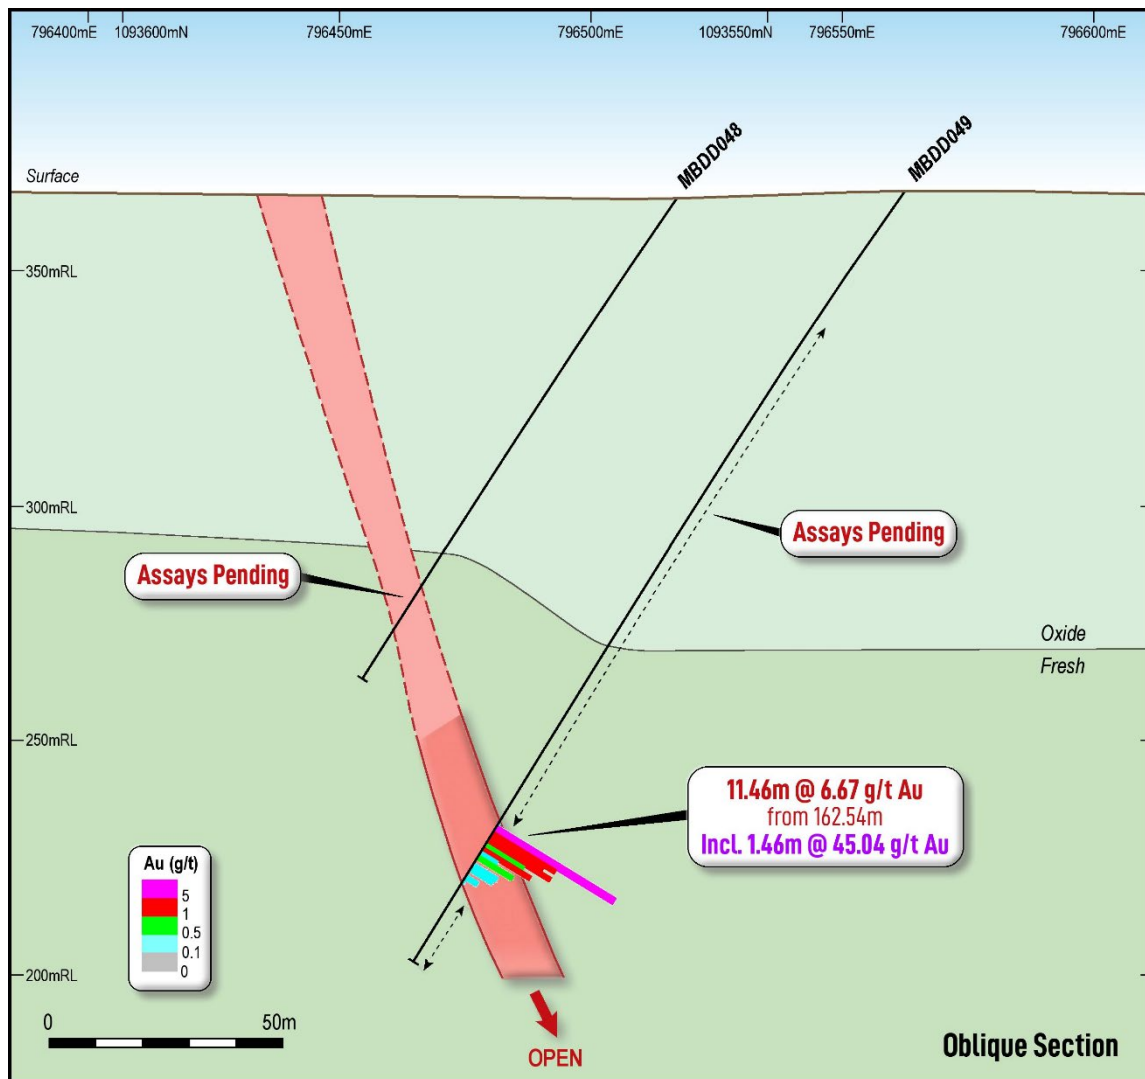 796400mE 1093600mN 796450mE 796500mE 1093550mN 796550mE 796600mE
MBDD048
MBDD049
Surface
350mRL
300mRL
Assays Pending
Assays Pending
Oxide
Fresh
250mRL
11.46m @ 6.67 g/t Au
from 162.54m
Incl. 1.46m @ 45.04 g/t Au
Au (g/t)
5
1
0.5
0.1
0
200mRL
0 50m
OPEN
Oblique Section